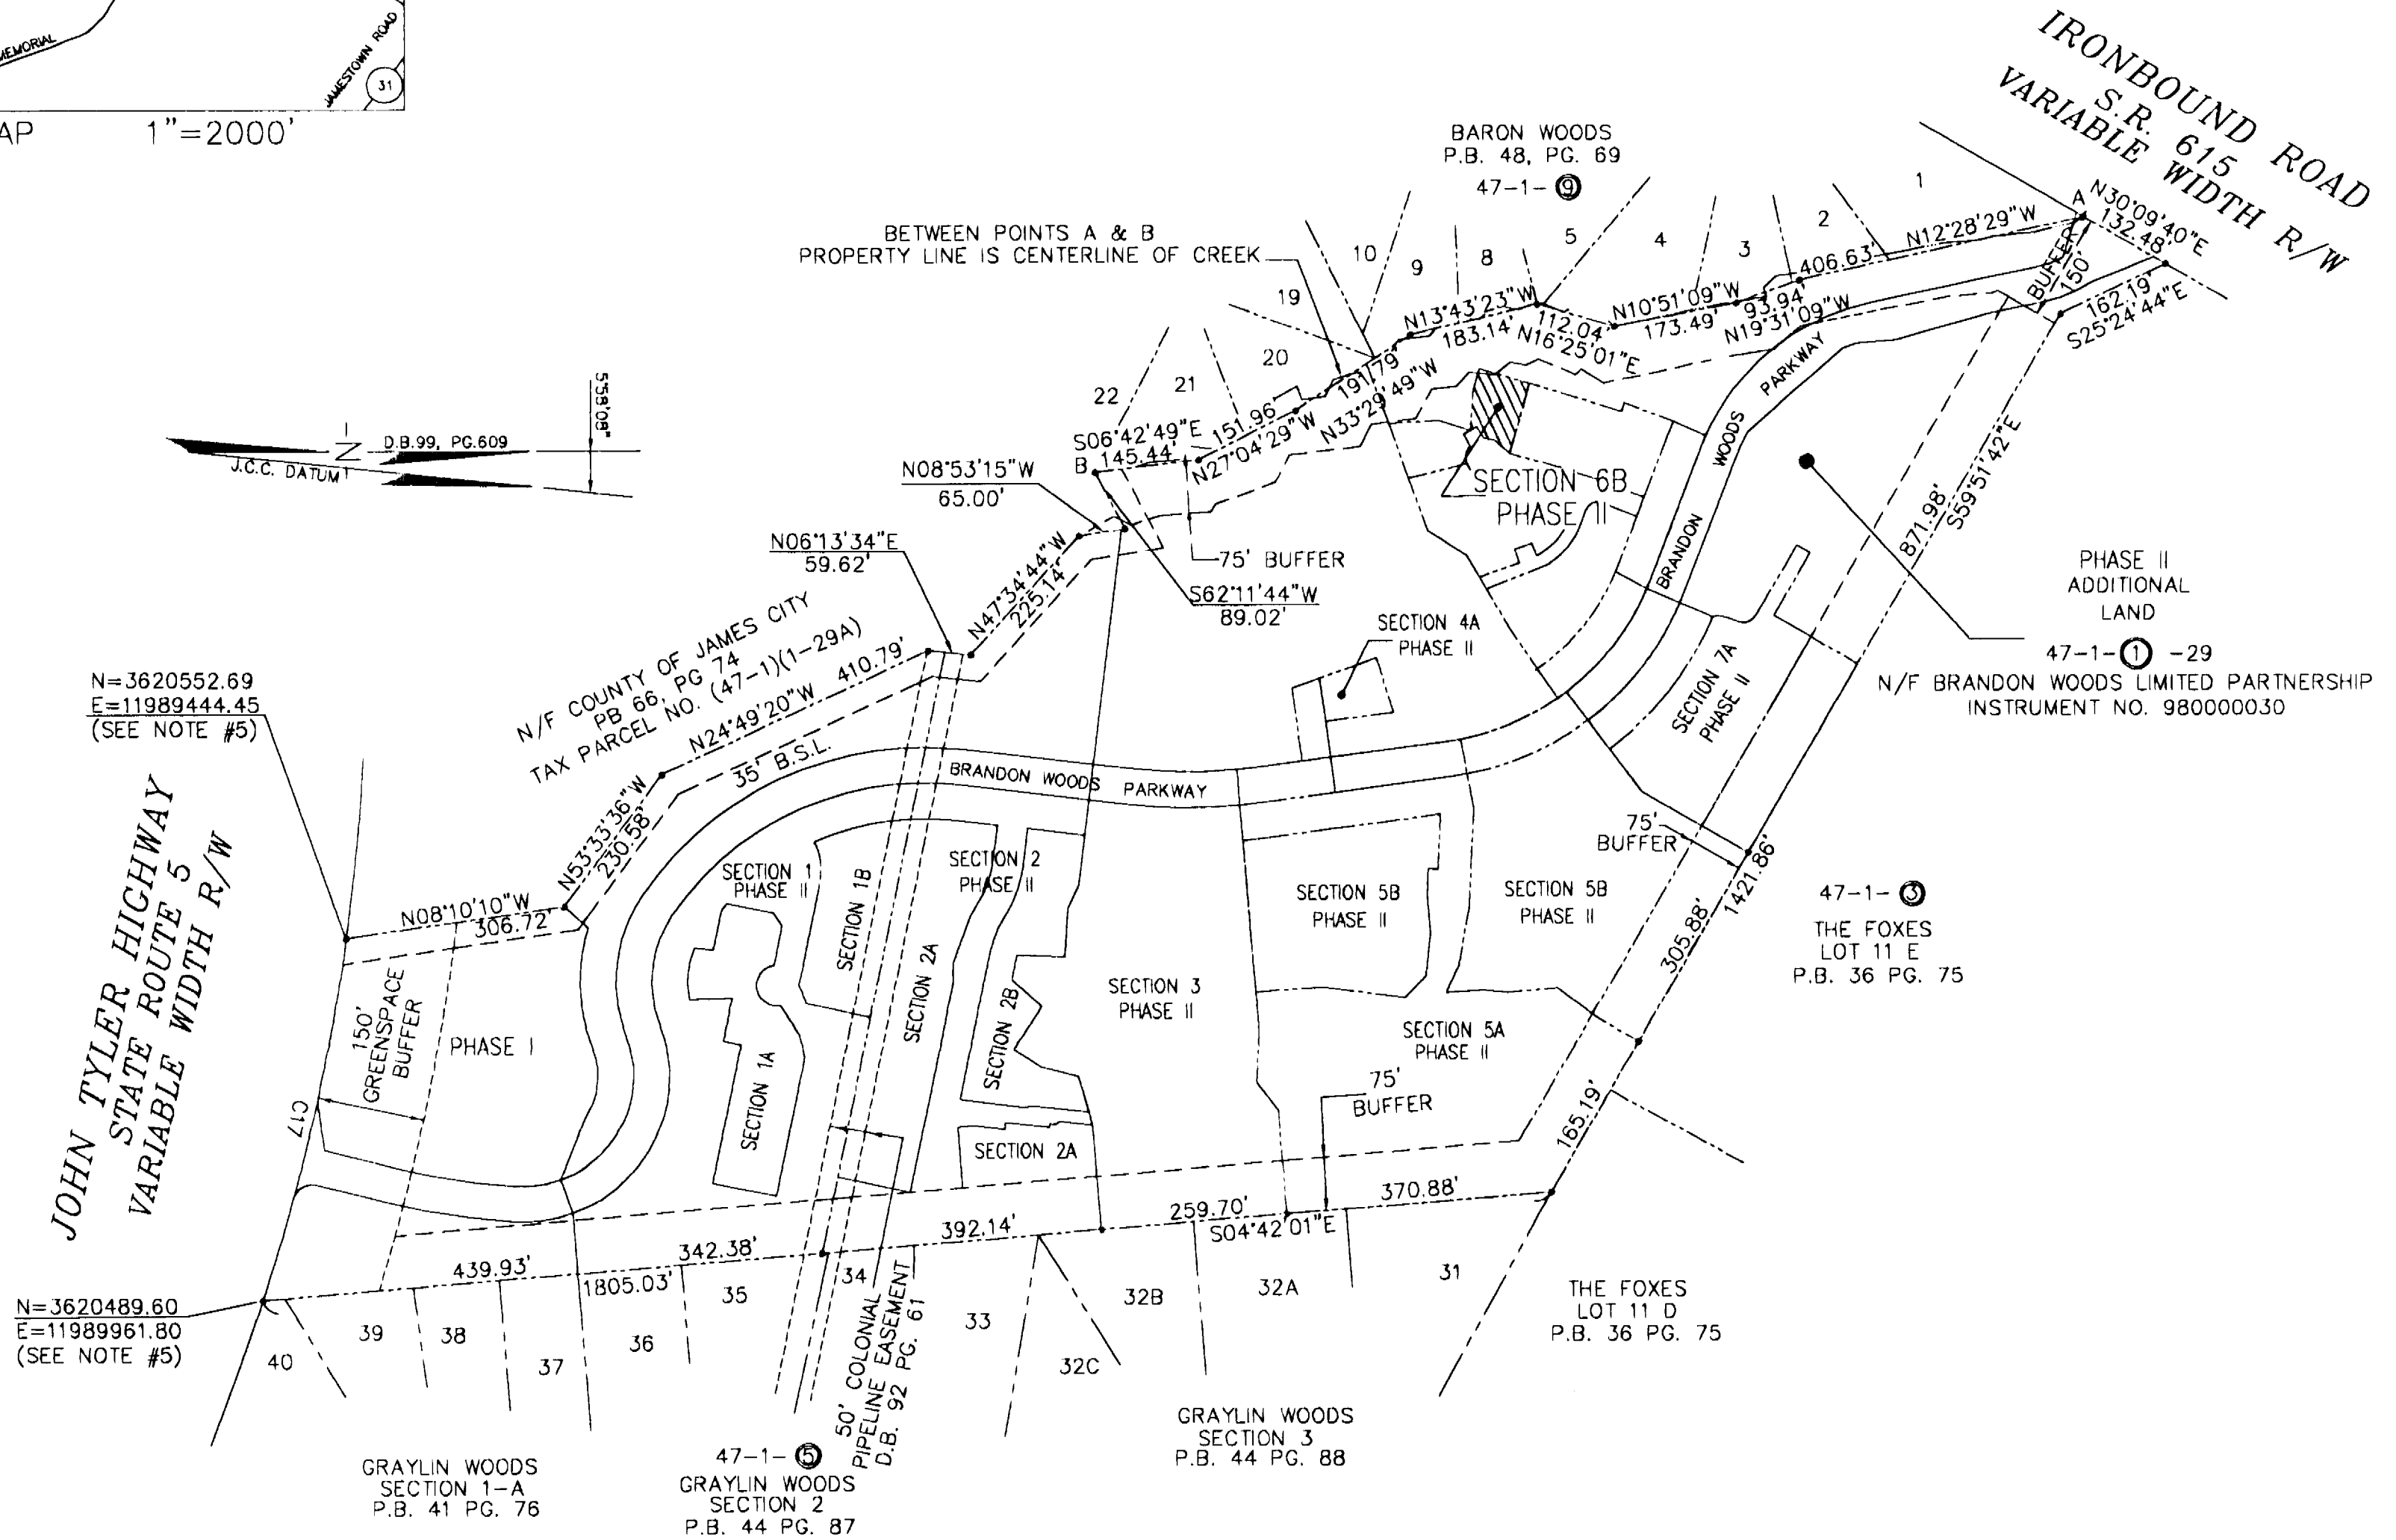 MEMORIAL
JAMESTOWN ROAD
31
AP 1"=2000'
IRONBOUND ROAD
S.R. 615
VARIABLE WIDTH R/W
BARON WOODS
P.B. 48, PG. 69
47-1-9
BETWEEN POINTS A & B
PROPERTY LINE IS CENTERLINE OF CREEK
1
2
3
4
5
8
9
10
19
20
21
22
A
N30°09'40"E
132.48'
N12°28'29"W
406.63'
BUFFER
150'
162.19'
S25°24'44"E
93.94'
N19°31'09"W
N10°51'09"W
173.49'
112.04'
N16°25'01"E
N13°43'23"W
183.14'
191.79'
N33°29'49"W
151.96'
N27°04'29"W
S06°42'49"E
145.44'
B
5°58'08"
N
D.B.99, PG.609
J.C.C. DATUM
N08°53'15"W
65.00'
N06°13'34"E
59.62'
N47°34'44"W
225.14'
75' BUFFER
S62°11'44"W
89.02'
SECTION 6B
PHASE II
BRANDON WOODS PARKWAY
871.98'
S59°51'42"E
PHASE II
ADDITIONAL
LAND
47-1-1 -29
N/F BRANDON WOODS LIMITED PARTNERSHIP
INSTRUMENT NO. 980000030
SECTION 4A
PHASE II
SECTION 7A
PHASE II
N/F COUNTY OF JAMES CITY
PB 66, PG 74
TAX PARCEL NO. (47-1)(1-29A)
N24°49'20"W 410.79'
35' B.S.L.
N=3620552.69
E=11989444.45
(SEE NOTE #5)
N53°33'36"W
230.58'
BRANDON WOODS PARKWAY
JOHN TYLER HIGHWAY
STATE ROUTE 5
VARIABLE WIDTH R/W
N08°10'10"W
306.72'
150'
GREENSPACE
BUFFER
PHASE I
C17
SECTION 1
PHASE II
SECTION 1B
SECTION 2
PHASE II
SECTION 2A
SECTION 2B
SECTION 1A
SECTION 2A
SECTION 3
PHASE II
SECTION 5B
PHASE II
SECTION 5B
PHASE II
SECTION 5A
PHASE II
75'
BUFFER
75'
BUFFER
1421.86'
305.88'
165.19'
47-1-3
THE FOXES
LOT 11 E
P.B. 36 PG. 75
370.88'
259.70'
S04°42'01"E
392.14'
342.38'
1805.03'
439.93'
N=3620489.60
E=11989961.80
(SEE NOTE #5)
40
39
38
37
36
35
34
33
32C
32B
32A
31
THE FOXES
LOT 11 D
P.B. 36 PG. 75
50' COLONIAL
PIPELINE EASEMENT
D.B. 92 PG. 61
GRAYLIN WOODS
SECTION 1-A
P.B. 41 PG. 76
47-1-5
GRAYLIN WOODS
SECTION 2
P.B. 44 PG. 87
GRAYLIN WOODS
SECTION 3
P.B. 44 PG. 88